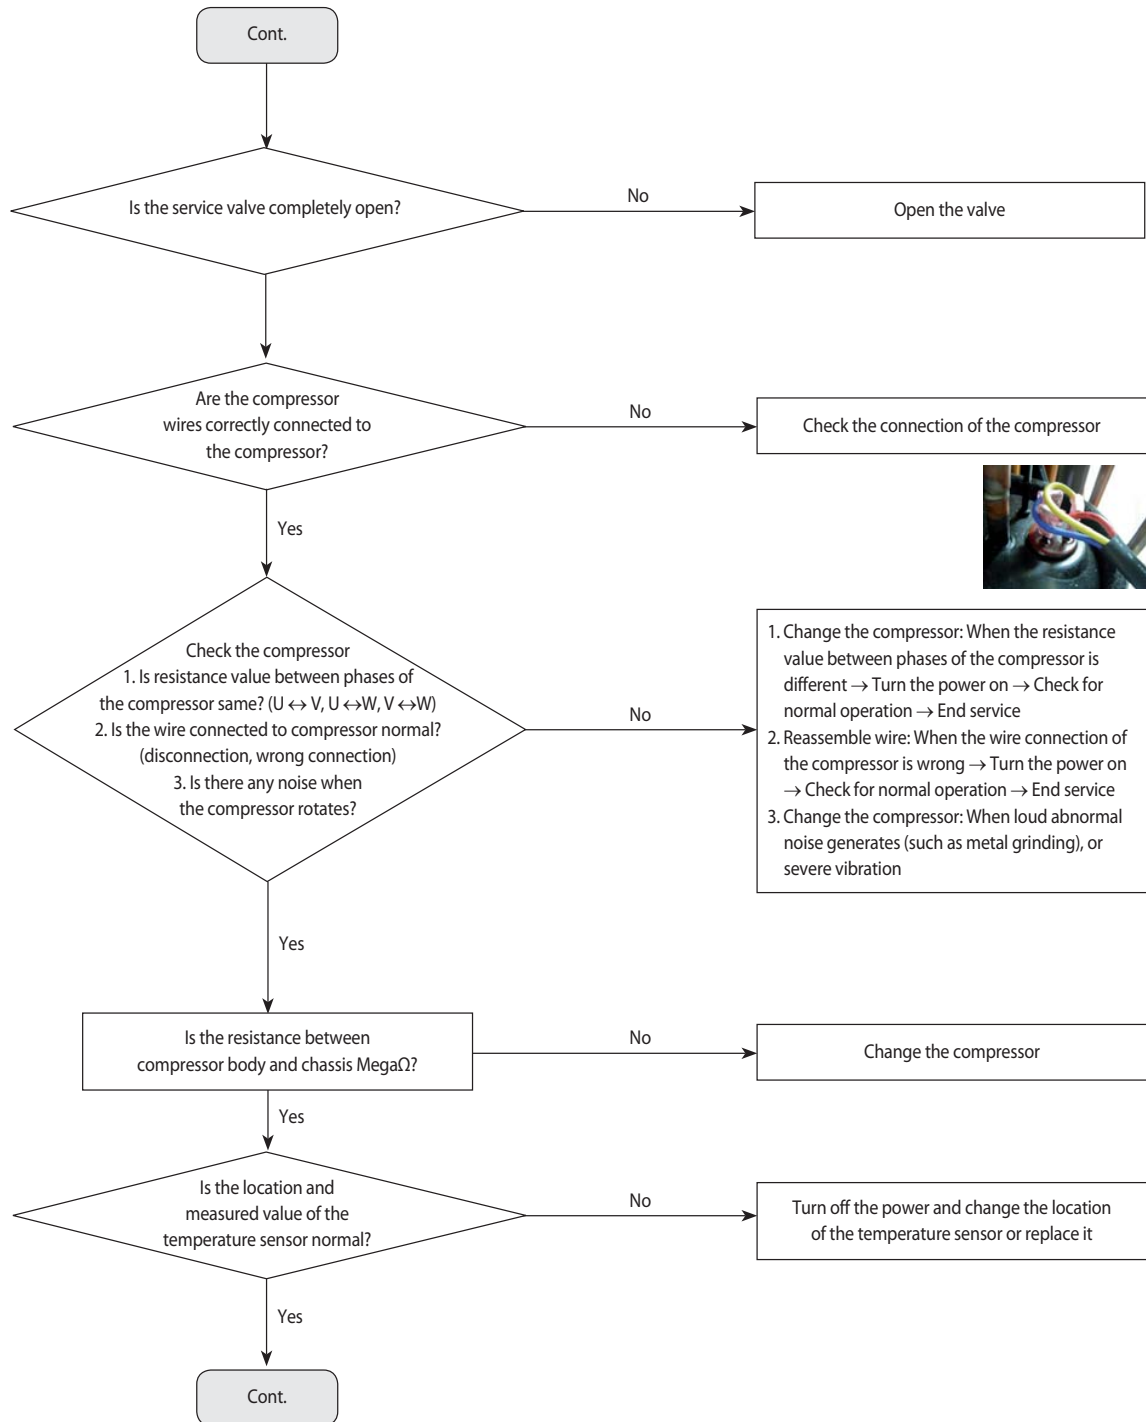 Cont.
Is the service valve completely open?
No
Open the valve
Are the compressor
wires correctly connected to
the compressor?
No
Check the connection of the compressor
Yes
Check the compressor
1. Is resistance value between phases of
the compressor same? (U ↔ V, U ↔W, V ↔W)
2. Is the wire connected to compressor normal?
(disconnection, wrong connection)
3. Is there any noise when
the compressor rotates?
No
1. Change the compressor: When the resistance
value between phases of the compressor is
different → Turn the power on → Check for
normal operation → End service
2. Reassemble wire: When the wire connection of
the compressor is wrong → Turn the power on
→ Check for normal operation → End service
3. Change the compressor: When loud abnormal
noise generates (such as metal grinding), or
severe vibration
Yes
Is the resistance between
compressor body and chassis MegaΩ?
No
Change the compressor
Yes
Is the location and
measured value of the
temperature sensor normal?
No
Turn off the power and change the location
of the temperature sensor or replace it
Yes
Cont.